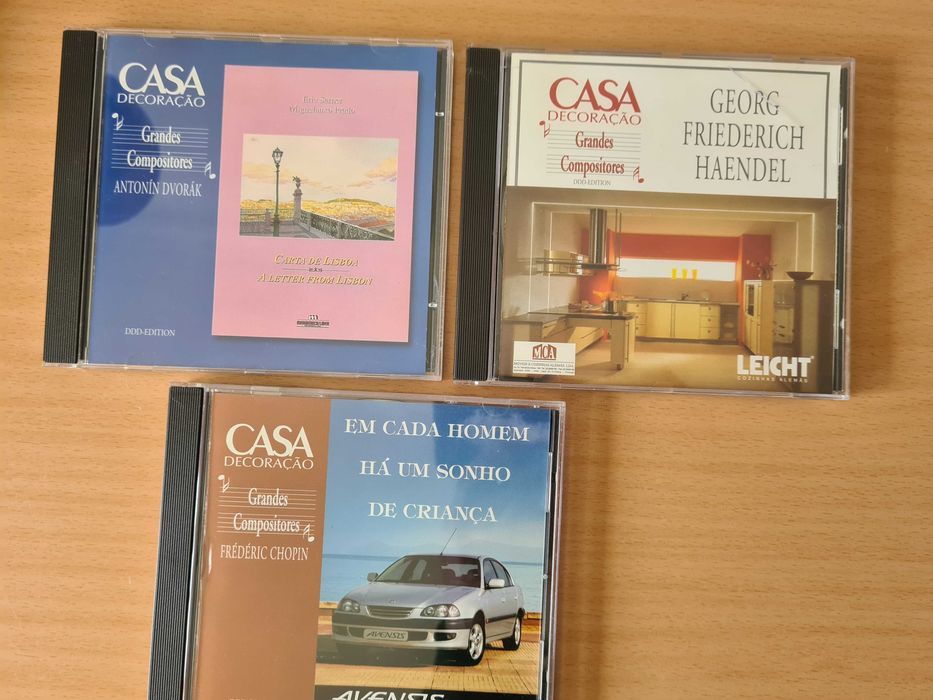 CASA
DECORAÇÃO
Grandes
Compositores
ANTONÍN DVORÁK
DDD-EDITION
CARTA DE LISBOA
A LETTER FROM LISBON
CASA
DECORAÇÃO
Grandes
Compositores
DDD-EDITION
GEORG
FRIEDERICH
HAENDEL
MCA
LEICHT
COZINHAS ALEMÃS
CASA
DECORAÇÃO
Grandes
Compositores
FRÉDÉRIC CHOPIN
EM CADA HOMEM
HÁ UM SONHO
DE CRIANÇA
AVENSIS
AVENSIS